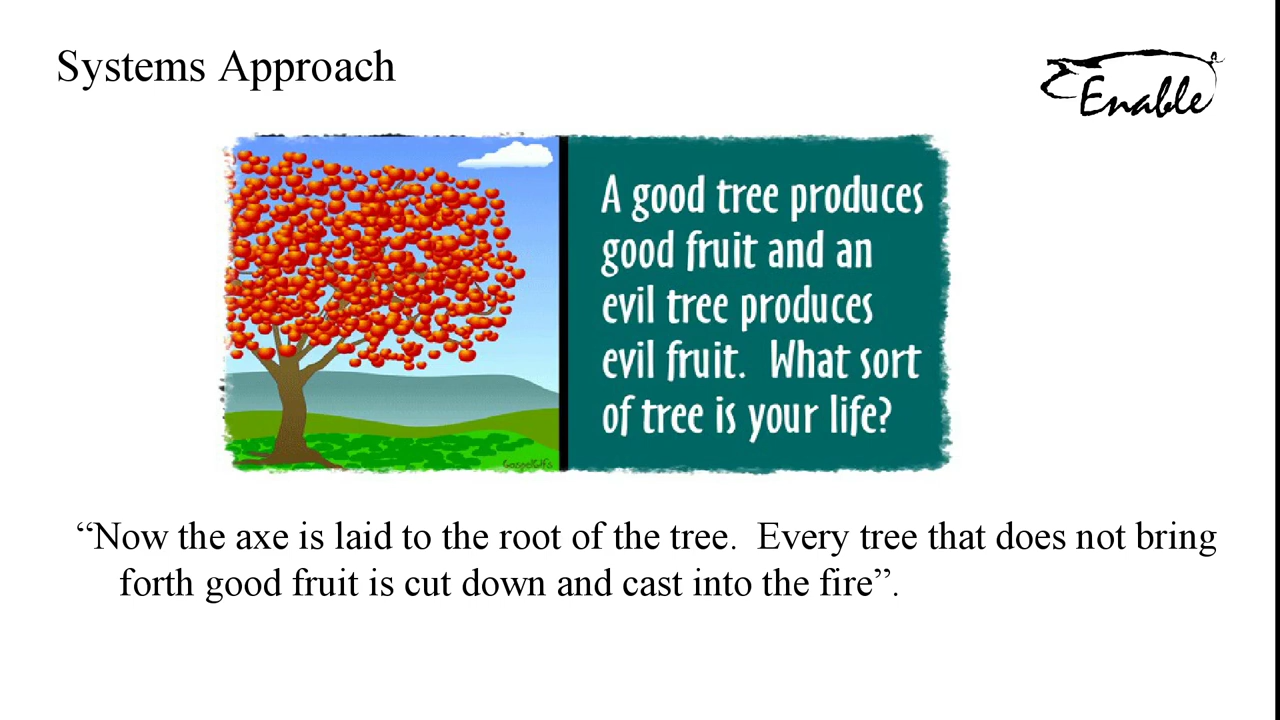 Systems Approach
Enable
A good tree produces
good fruit and an
evil tree produces
evil fruit.  What sort
of tree is your life?
GospelGifs
“Now the axe is laid to the root of the tree.  Every tree that does not bring
forth good fruit is cut down and cast into the fire”.